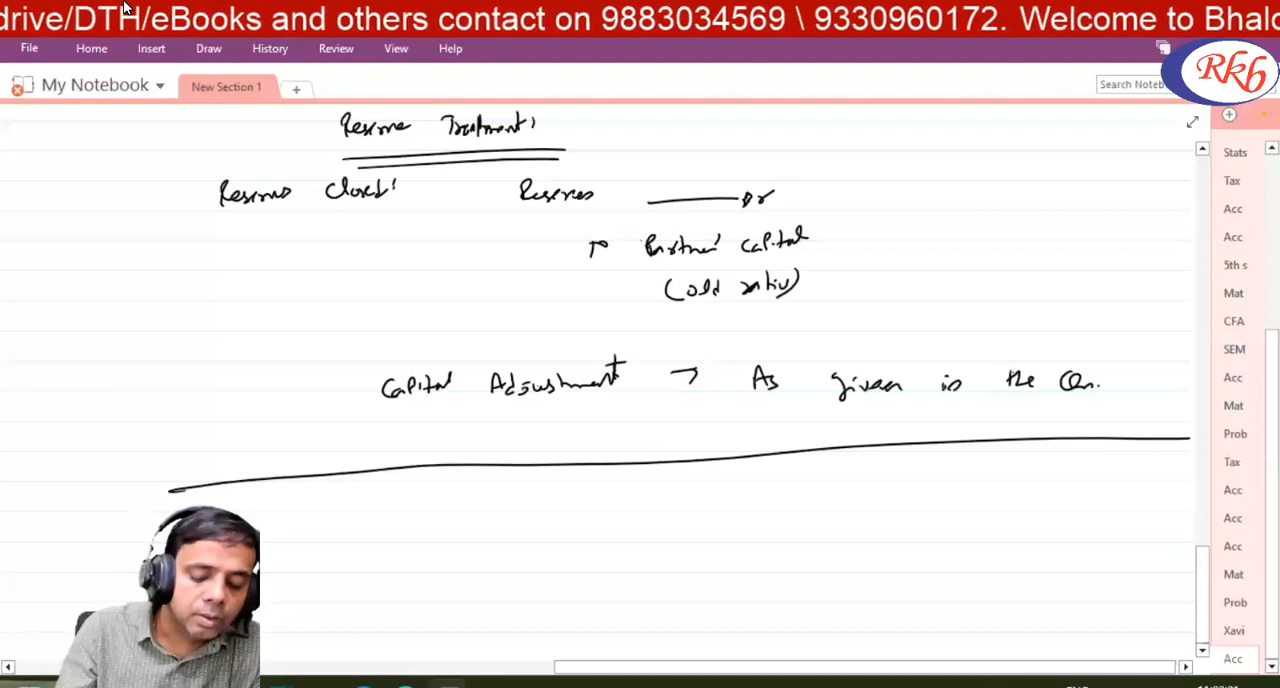 drive/DTH/eBooks and others contact on 9883034569 \ 9330960172. Welcome to Bhalo
File Home Insert Draw History Review View Help
Rkb
My Notebook New Section 1 + Search Noteb
Reserve Treatment:
Stats
Tax
Reserves Closed: Reserves Dr
Acc
To Partners' Capital
Acc
(old ratio)
5th s
Mat
CFA
SEM
Capital Adjustment → As given in the Qn.
Acc
Mat
Prob
Tax
Acc
Acc
Acc
Mat
Prob
Xavi
Acc